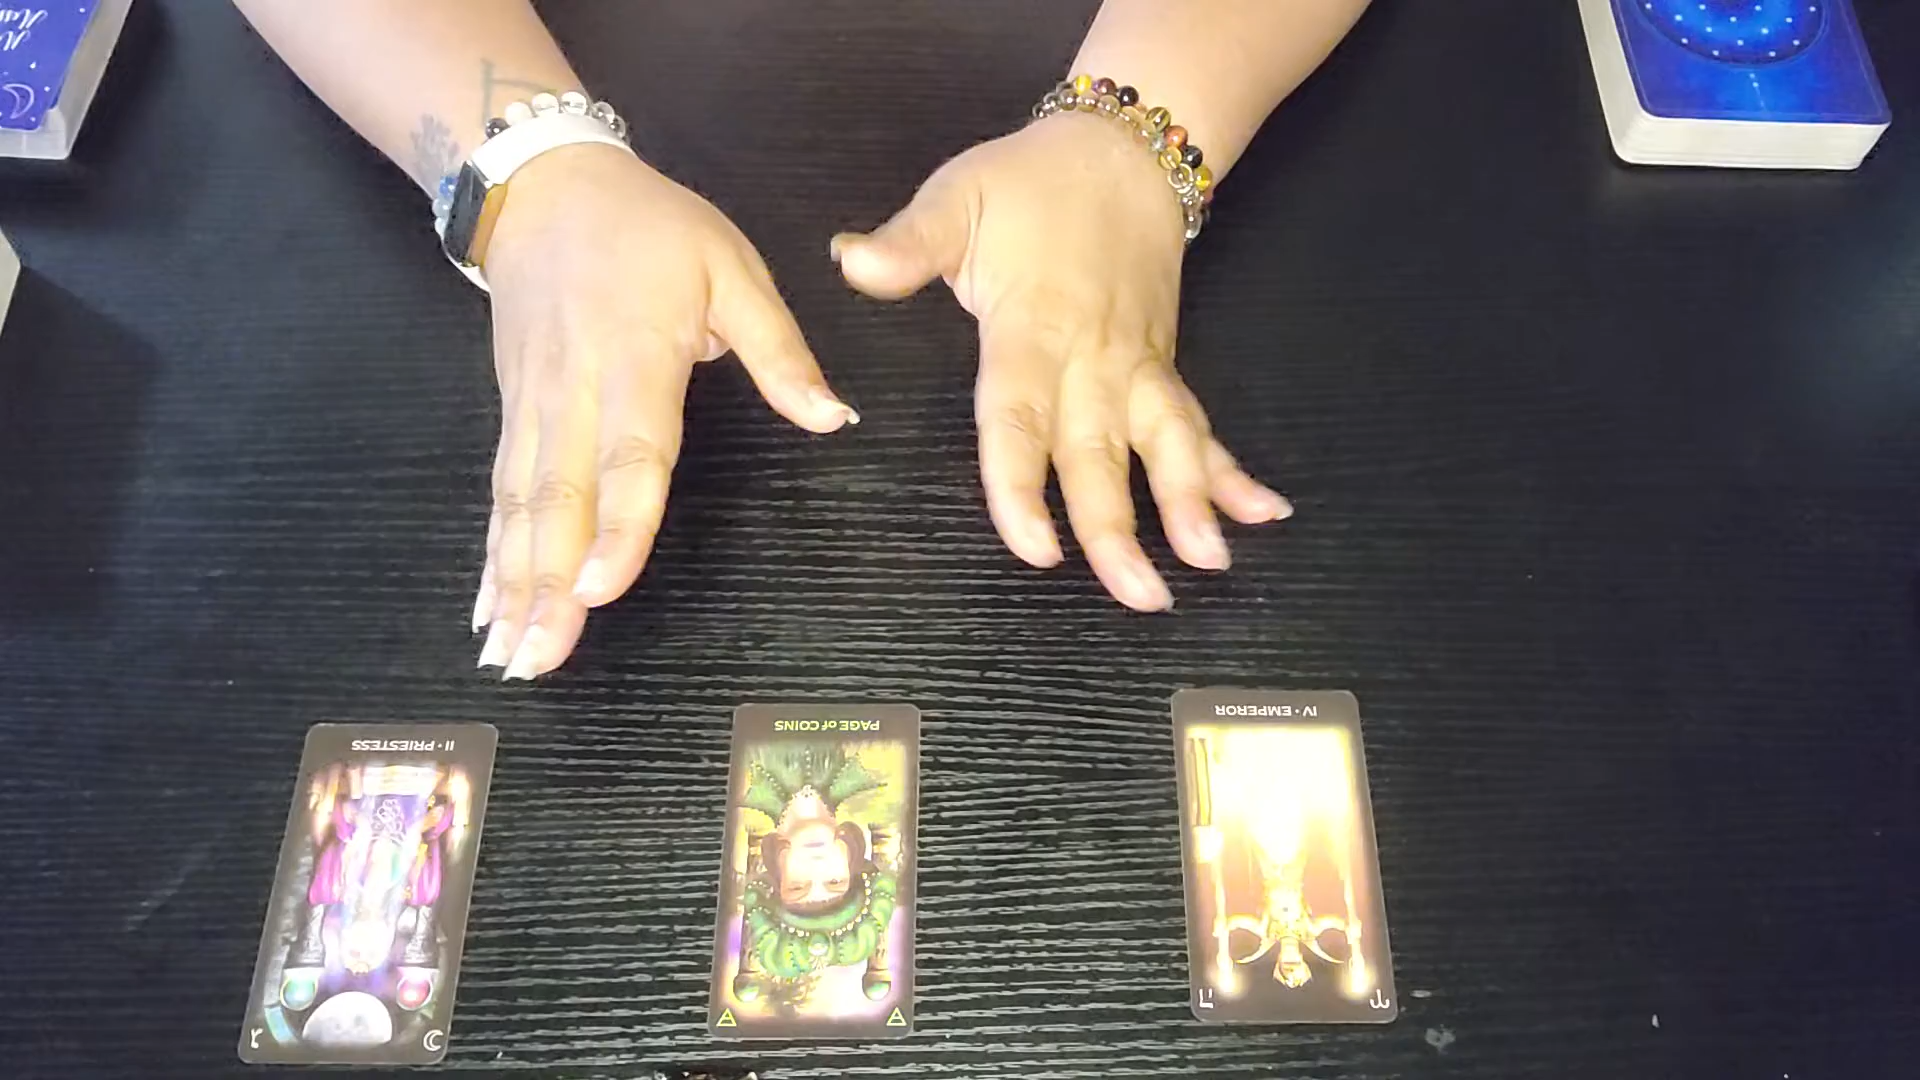 II · PRIESTESS
PAGE of COINS
IV · EMPEROR